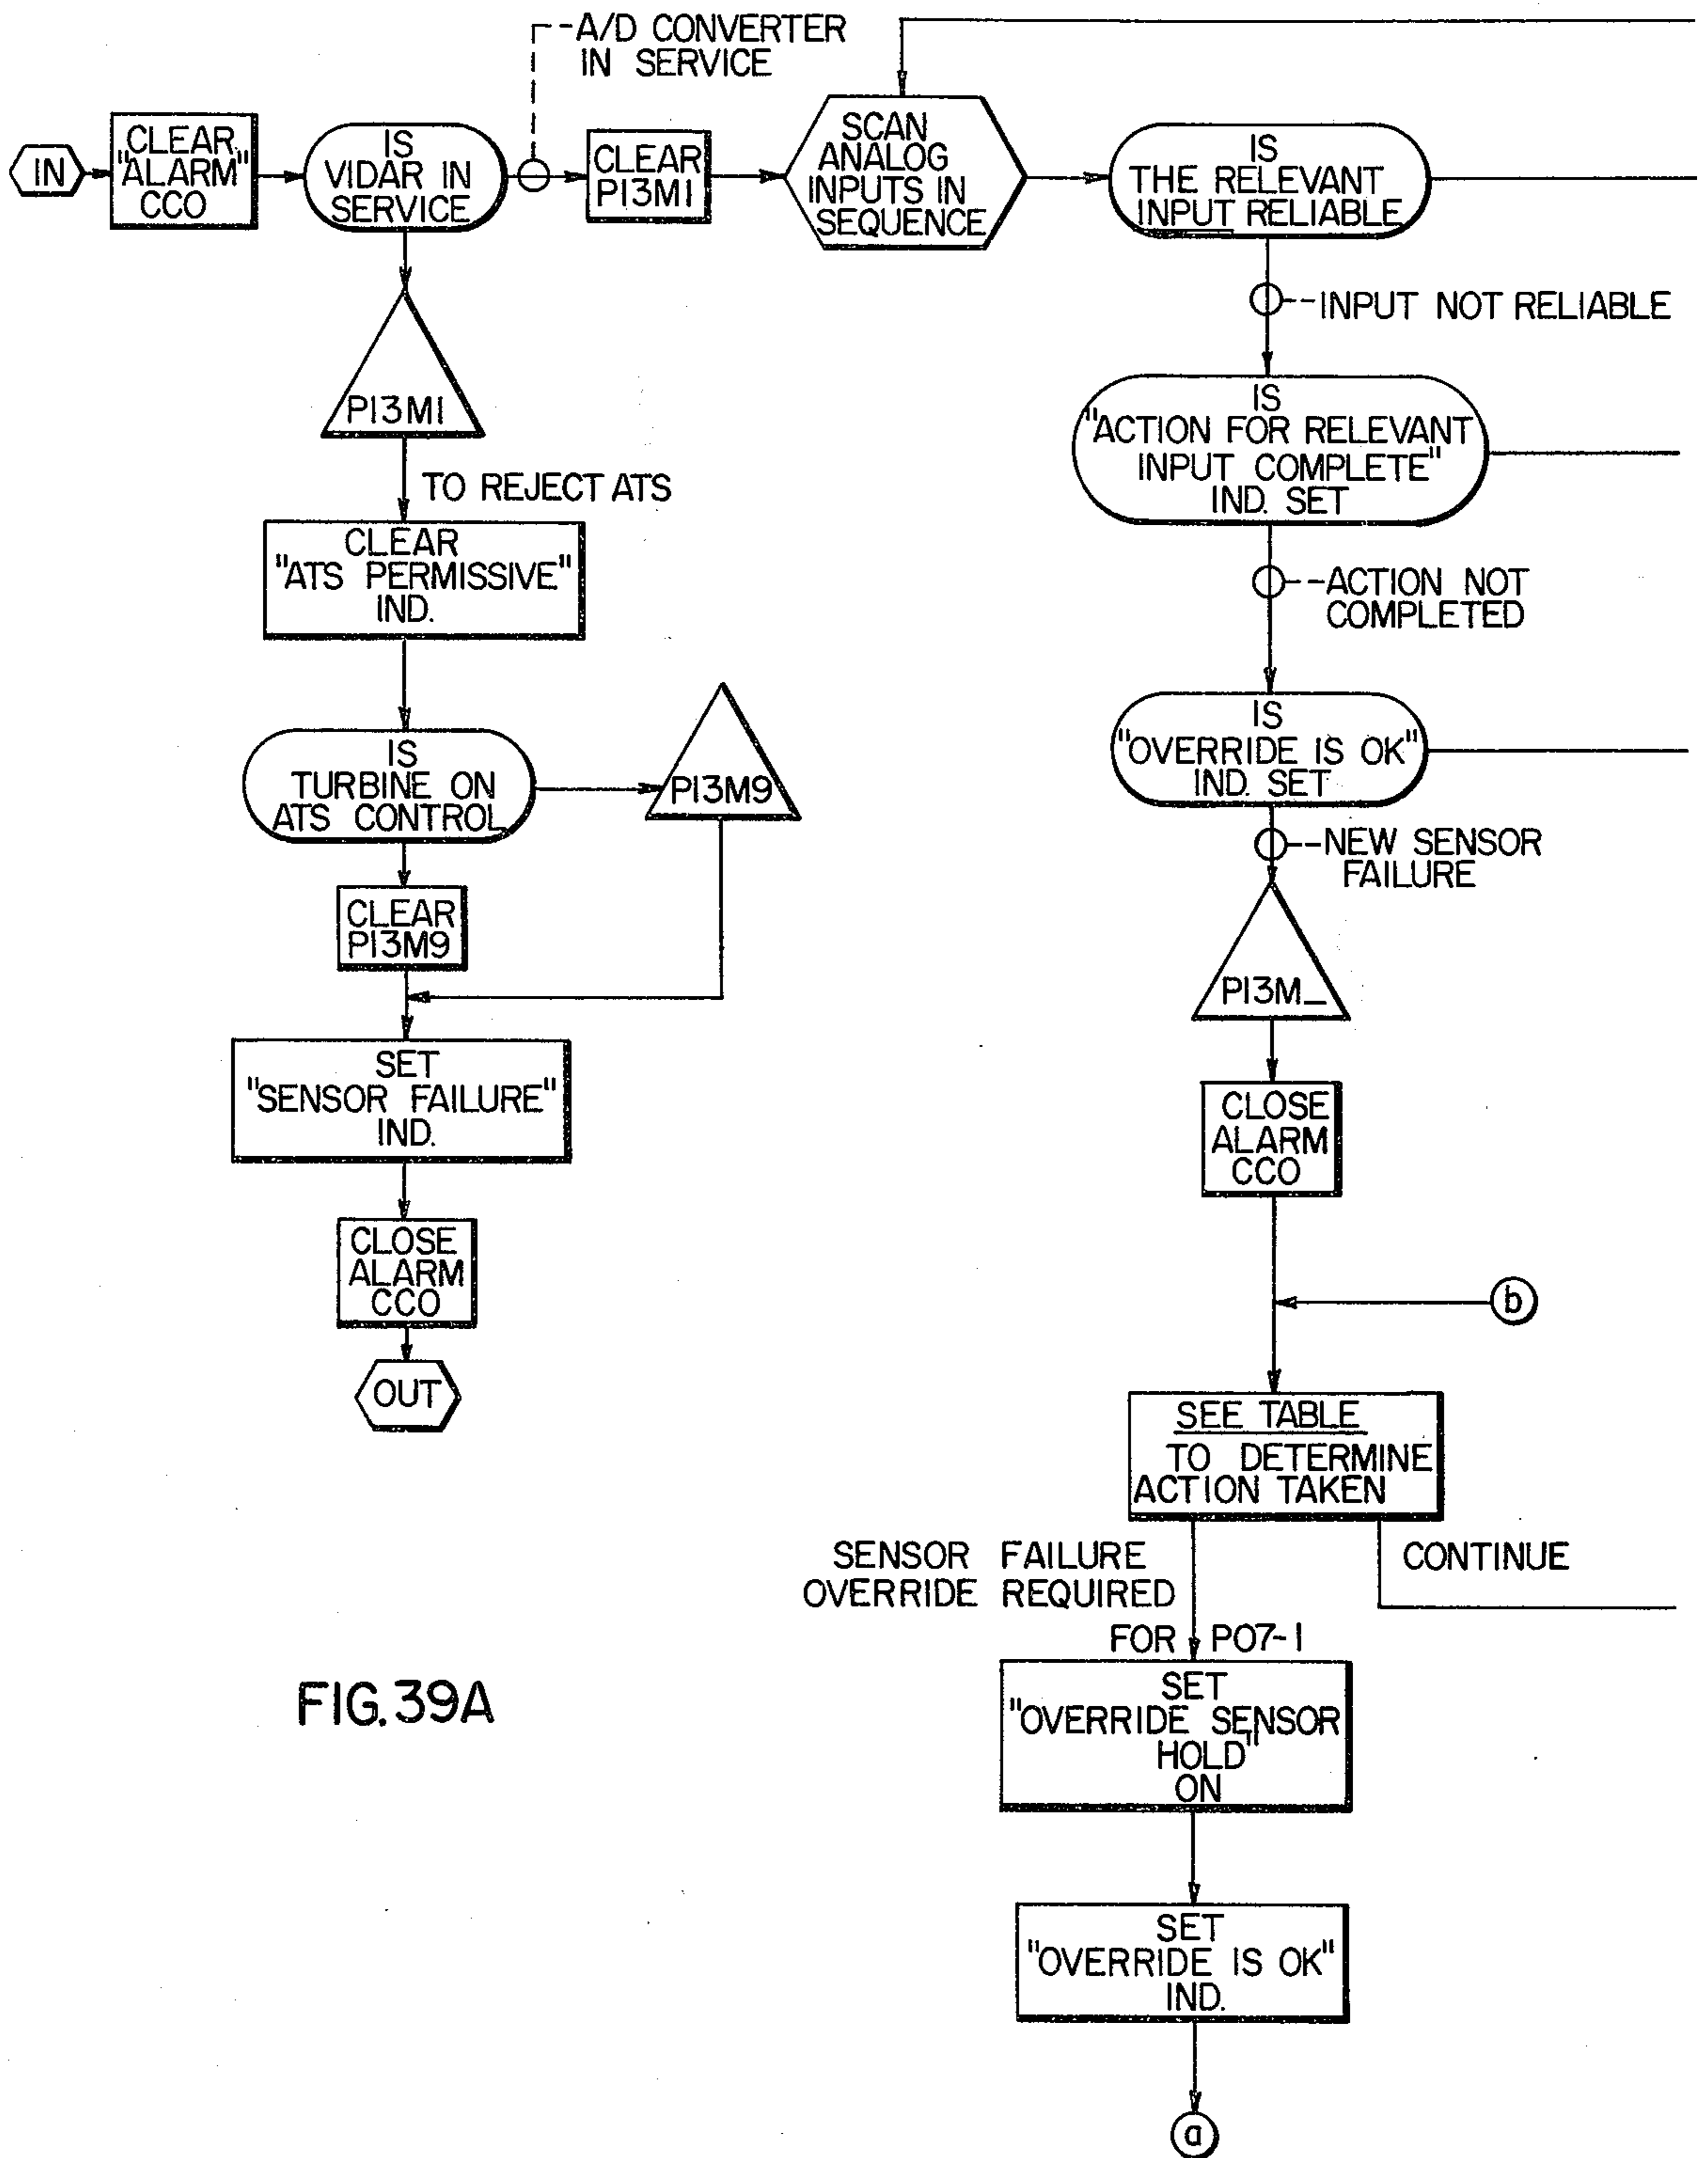 --A/D CONVERTER
IN SERVICE
IN
CLEAR
"ALARM"
CCO
IS
VIDAR IN
SERVICE
CLEAR
P13M1
SCAN
ANALOG
INPUTS IN
SEQUENCE
IS
THE RELEVANT
INPUT RELIABLE
--INPUT NOT RELIABLE
P13M1
TO REJECT ATS
CLEAR
"ATS PERMISSIVE"
IND.
IS
TURBINE ON
ATS CONTROL
P13M9
CLEAR
P13M9
SET
"SENSOR FAILURE"
IND.
CLOSE
ALARM
CCO
OUT
IS
"ACTION FOR RELEVANT
INPUT COMPLETE"
IND. SET
--ACTION NOT
COMPLETED
IS
"OVERRIDE IS OK"
IND. SET
--NEW SENSOR
FAILURE
P13M_
CLOSE
ALARM
CCO
b
SEE TABLE
TO DETERMINE
ACTION TAKEN
SENSOR FAILURE
OVERRIDE REQUIRED
FOR P07-1
CONTINUE
SET
"OVERRIDE SENSOR
HOLD"
ON
SET
"OVERRIDE IS OK"
IND.
a
FIG. 39A